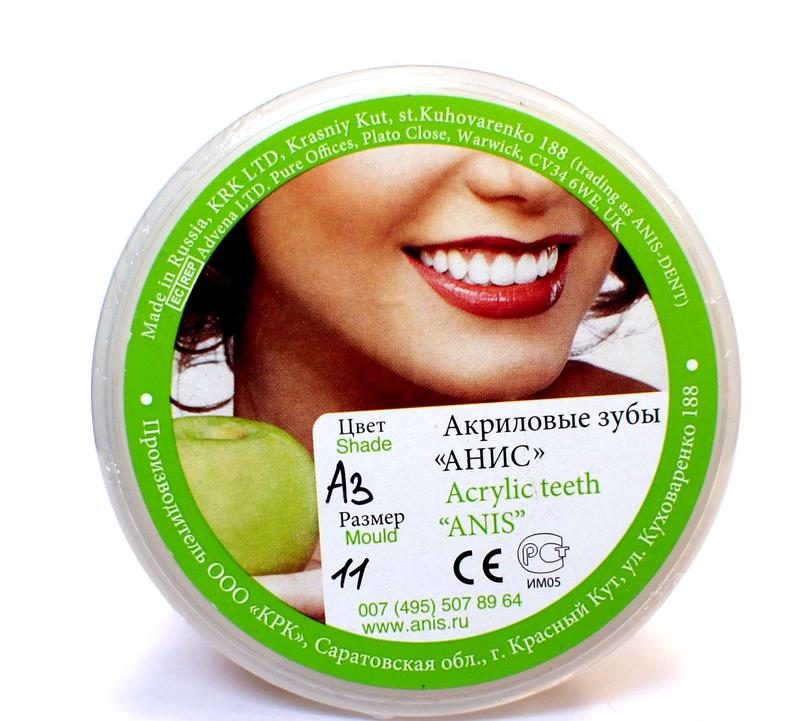 Made in Russia, KRK LTD, Krasniy Kut, st.Kuhovarenko 188 (trading as ANIS-DENT)
EC REP Advena LTD. Pure Offices, Plato Close, Warwick, CV34 6WE, UK
Цвет
Shade
A3
Размер
Mould
11
Акриловые зубы
«АНИС»
Acrylic teeth
“ANIS”
CE
РСТ
ИМ05
007 (495) 507 89 64
www.anis.ru
Производитель ООО «КРК», Саратовская обл., г. Красный Кут, ул. Куховаренко 188